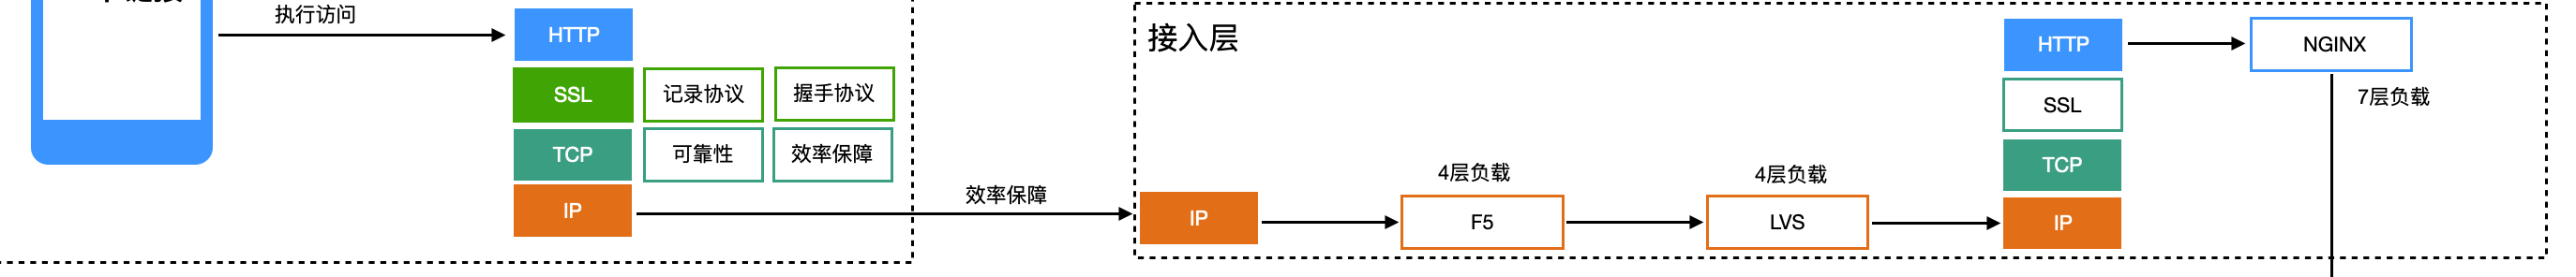 执行访问
HTTP
SSL
记录协议
握手协议
TCP
可靠性
效率保障
IP
效率保障
接入层
IP
4层负载
F5
4层负载
LVS
HTTP
SSL
TCP
IP
NGINX
7层负载